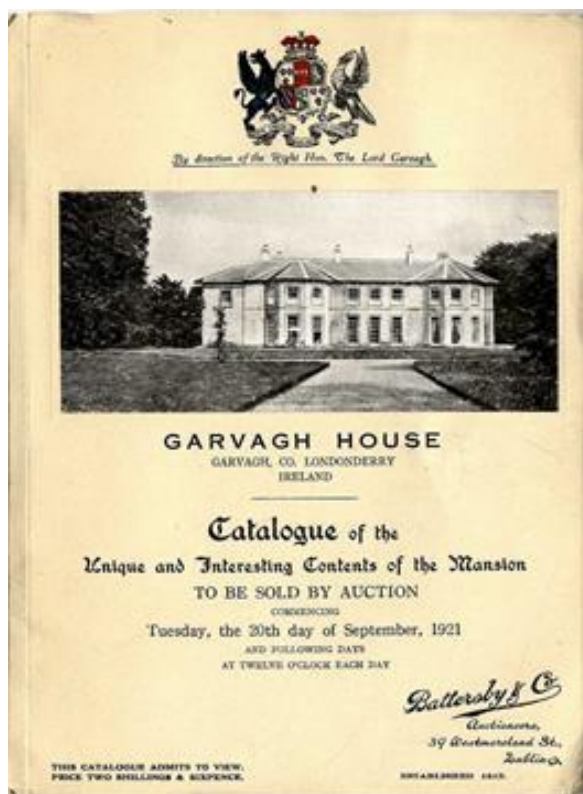 By direction of the Right Hon. The Lord Garvagh.
GARVAGH HOUSE
GARVAGH, CO. LONDONDERRY
IRELAND
Catalogue of the
Unique and Interesting Contents of the Mansion
TO BE SOLD BY AUCTION
COMMENCING
Tuesday, the 20th day of September, 1921
AND FOLLOWING DAYS
AT TWELVE O'CLOCK EACH DAY
Battersby & Co
Auctioneers,
39 Westmoreland St.,
Dublin.
THIS CATALOGUE ADMITS TO VIEW.
PRICE TWO SHILLINGS & SIXPENCE.
ESTABLISHED